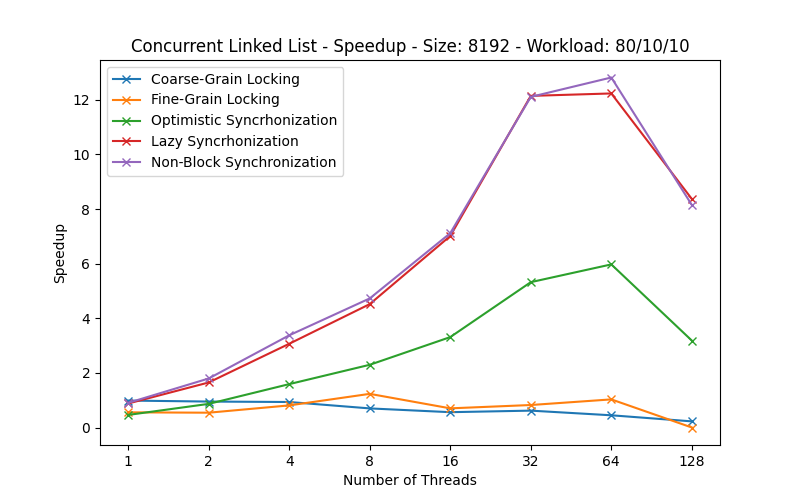 Concurrent Linked List - Speedup - Size: 8192 - Workload: 80/10/10
Coarse-Grain Locking
Fine-Grain Locking
Optimistic Syncrhonization
Lazy Syncrhonization
Non-Block Synchronization
12
10
8
6
4
2
0
Speedup
1 2 4 8 16 32 64 128
Number of Threads